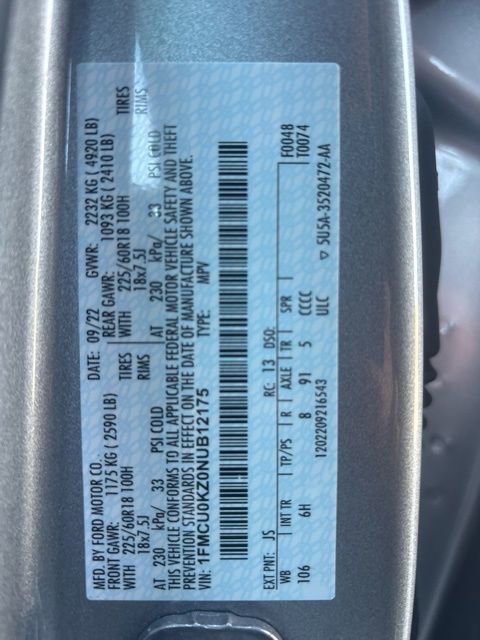 MFD. BY FORD MOTOR CO. 09/22 GVWR: 2232 KG ( 4920 LB)
FRONT GAWR: 1175 KG ( 2590 LB) REAR GAWR: 1093 KG ( 2410 LB)
WITH 225/60R18 100H TIRES WITH 225/60R18 100H TIRES
18x7.5J RIMS 18x7.5J RIMS
AT 230 kPa/ 33 PSI COLD AT 230 kPa/ 33 PSI COLD
THIS VEHICLE CONFORMS TO ALL APPLICABLE FEDERAL MOTOR VEHICLE SAFETY AND THEFT
PREVENTION STANDARDS IN EFFECT ON THE DATE OF MANUFACTURE SHOWN ABOVE.
VIN: 1FMCU0KZ0NUB12175 TYPE: MPV
F0048
EXT PNT: JS RC: 13 DSO: T0074
WB INT TR TP/PS R AXLE TR SPR
106 6H 8 91 5 CCCC
ULC
1202209216543 ▽ 5U5A-3520472-AA